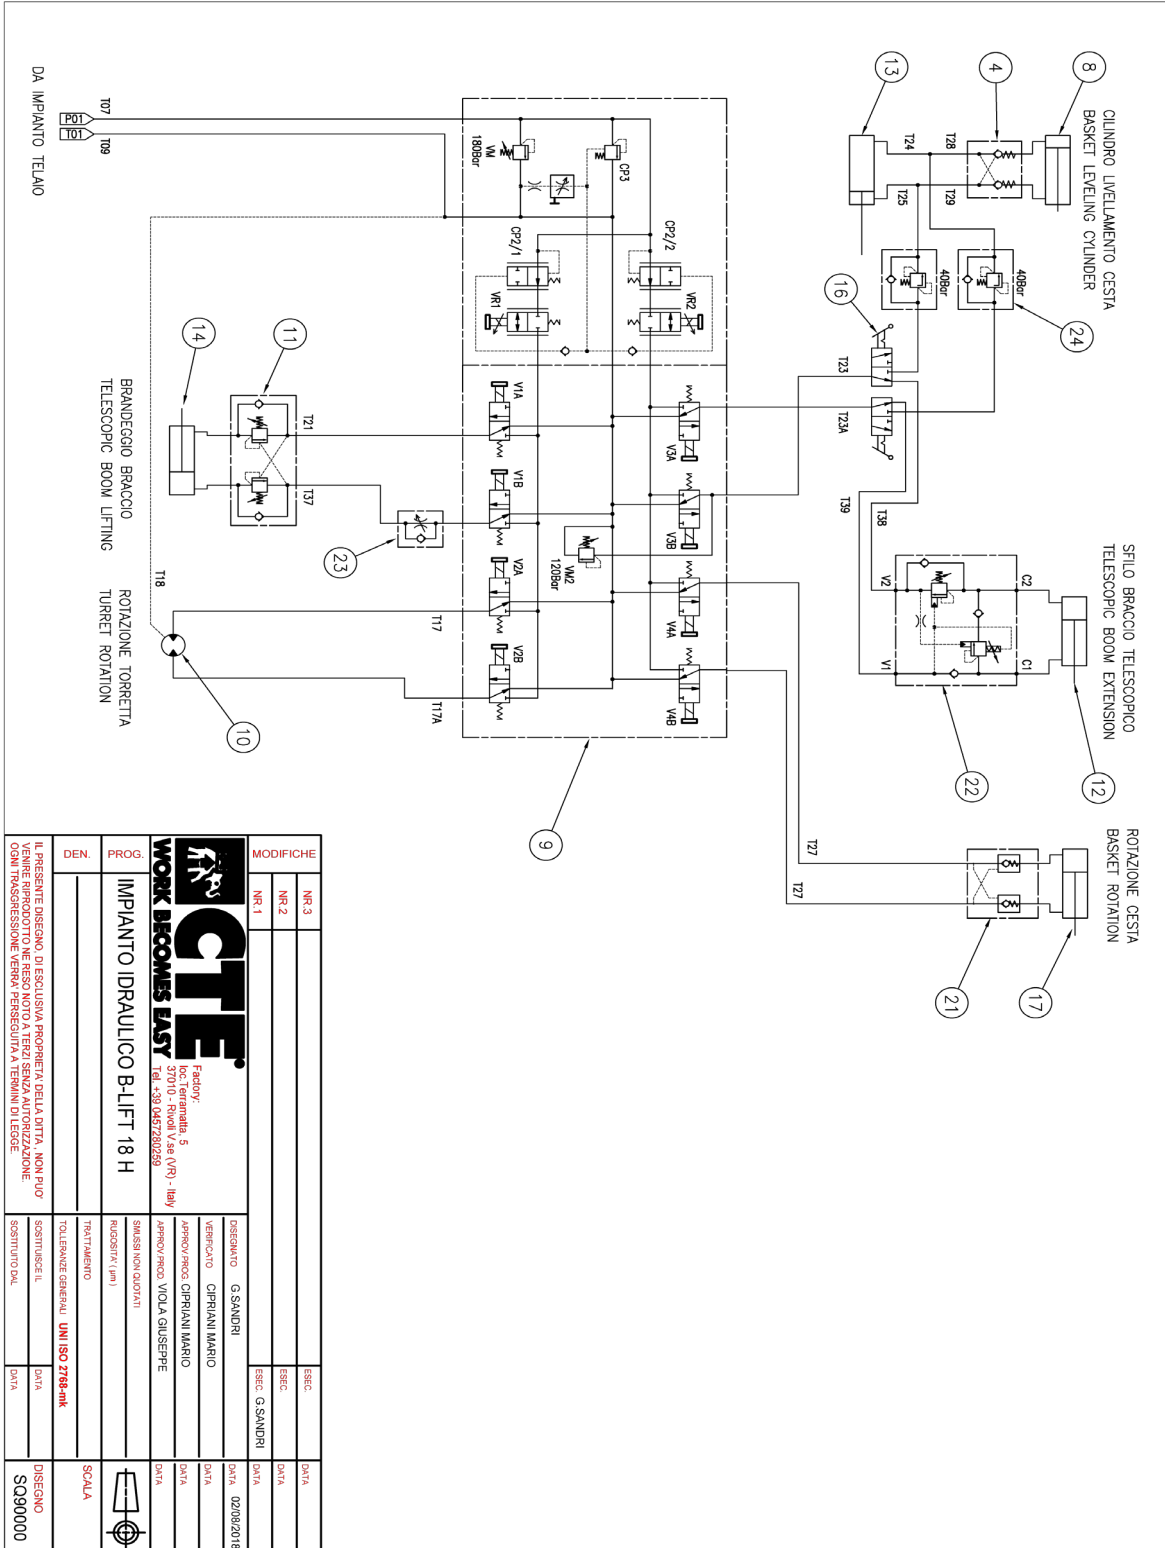 CILINDRO LIVELLAMENTO CESTA
BASKET LEVELING CYLINDER
SFILO BRACCIO TELESCOPICO
TELESCOPIC BOOM EXTENSION
ROTAZIONE CESTA
BASKET ROTATION
8
4
13
12
17
T28
T24
T29
T25
C2
C1
V2
V1
22
21
40Bar
40Bar
24
16
T23
T23A
T39
T38
T27
T27
CP3
VM
180Bar
CP2/2
CP2/1
VR2
VR1
V3A
V3B
V4A
V4B
V1A
V1B
V2A
V2B
VM2
120Bar
9
DA IMPIANTO TELAIO
T07
P01
T01
T09
11
14
T21
T37
23
T17
T17A
T18
10
BRANDEGGIO BRACCIO
TELESCOPIC BOOM LIFTING
ROTAZIONE TORRETTA
TURRET ROTATION
MODIFICHE
NR.3
NR.2
NR.1
ESEC.
ESEC.
ESEC. G.SANDRI
DATA
DATA
DATA
CTE
WORK BECOMES EASY
Factory:
loc.Terramatta, 5
37010 - Rivoli V.se (VR) - Italy
Tel. +39 0457280259
DISEGNATO G.SANDRI
DATA 02/08/2018
VERIFICATO CIPRIANI MARIO
DATA
APPROV.PROG. CIPRIANI MARIO
DATA
APPROV.PROD. VIOLA GIUSEPPE
DATA
PROG.
IMPIANTO IDRAULICO B-LIFT 18 H
SMUSSI NON QUOTATI
RUGOSITA' ( µm )
DEN.
TRATTAMENTO
TOLLERANZE GENERALI UNI ISO 2768-mk
SCALA
IL PRESENTE DISEGNO, DI ESCLUSIVA PROPRIETA' DELLA DITTA , NON PUO'
VENIRE RIPRODOTTO NE RESO NOTO A TERZI SENZA AUTORIZZAZIONE.
OGNI TRASGRESSIONE VERRA' PERSEGUITA A TERMINI DI LEGGE.
SOSTITUISCE IL
DATA
SOSTITUITO DAL
DATA
DISEGNO
SQ90000